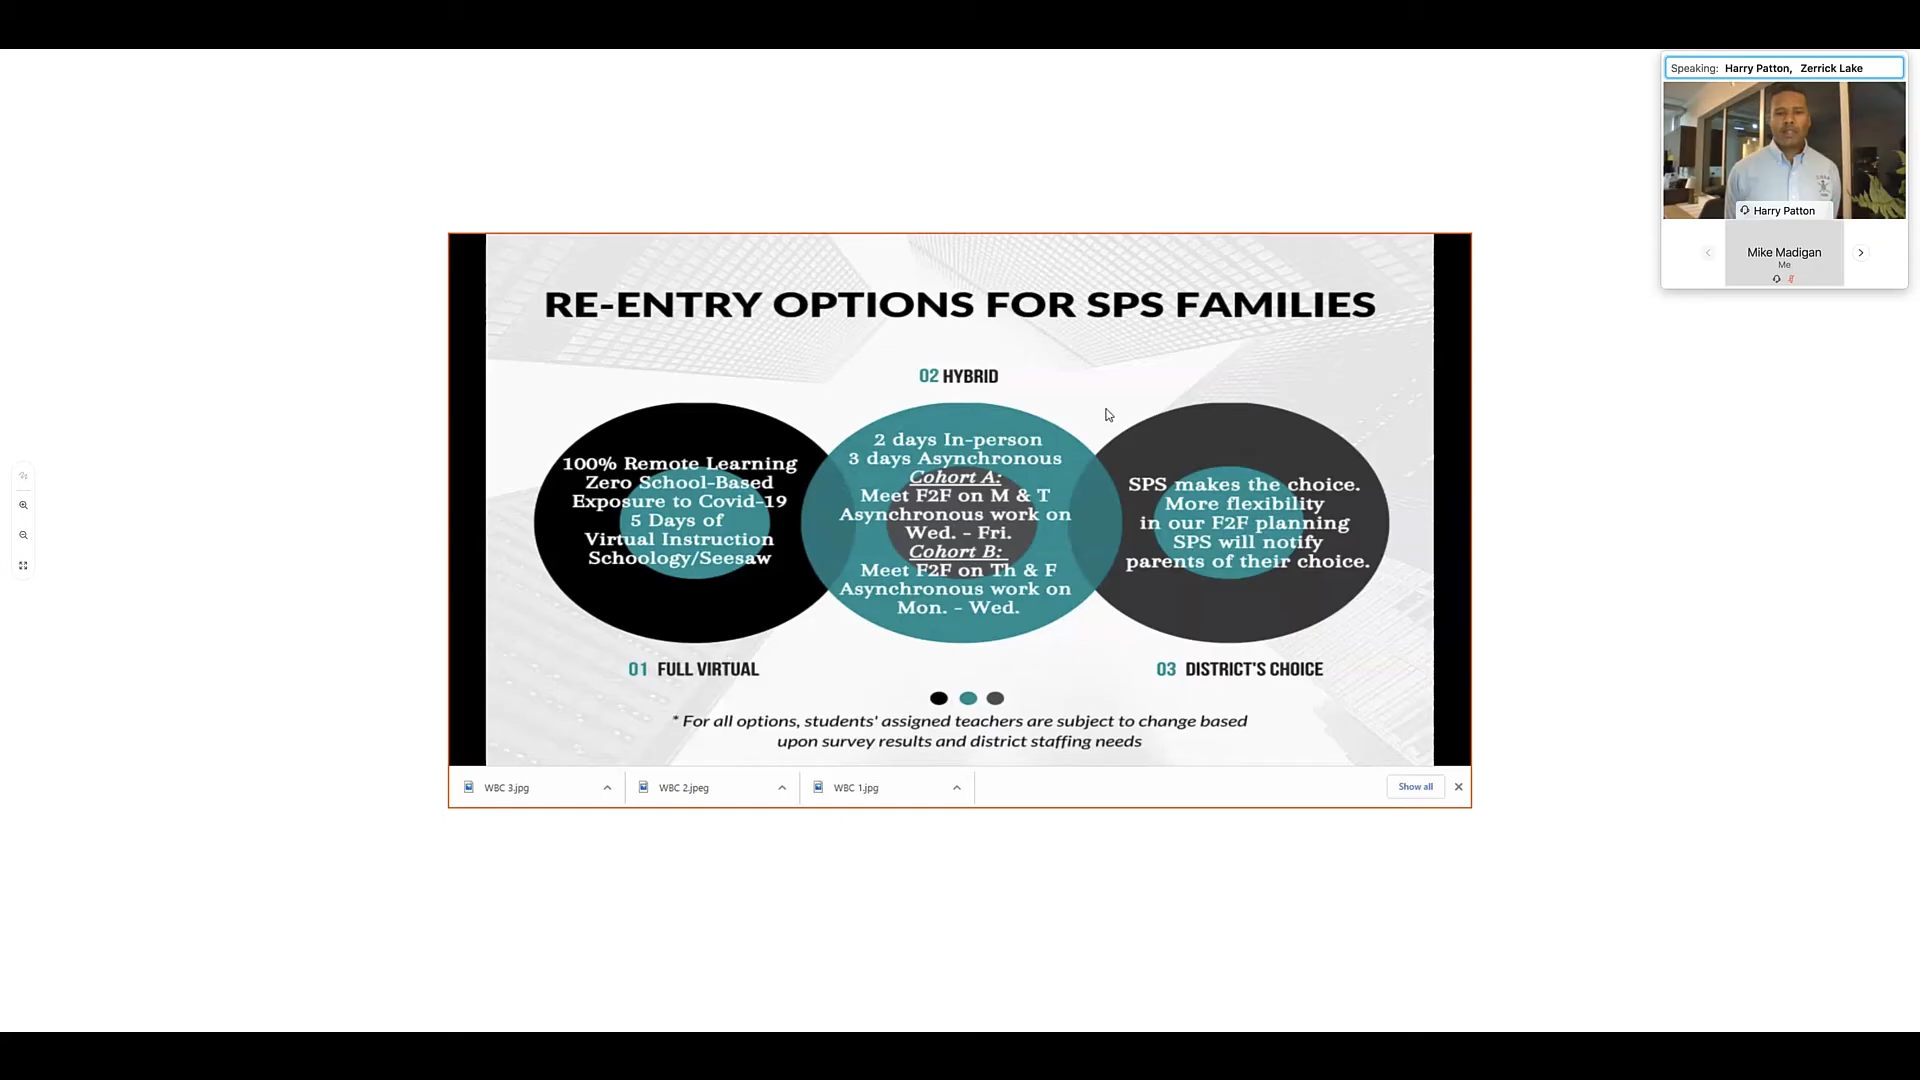 Speaking: Harry Patton, Zerrick Lake
Harry Patton
Mike Madigan
Me
RE-ENTRY OPTIONS FOR SPS FAMILIES
02 HYBRID
100% Remote Learning
Zero School-Based
Exposure to Covid-19
5 Days of
Virtual Instruction
Schoology/Seesaw
2 days In-person
3 days Asynchronous
Cohort A:
Meet F2F on M & T
Asynchronous work on
Wed. - Fri.
Cohort B:
Meet F2F on Th & F
Asynchronous work on
Mon. - Wed.
SPS makes the choice.
More flexibility
in our F2F planning
SPS will notify
parents of their choice.
01 FULL VIRTUAL
03 DISTRICT'S CHOICE
* For all options, students' assigned teachers are subject to change based
upon survey results and district staffing needs
WBC 3.jpg
WBC 2.jpeg
WBC 1.jpg
Show all